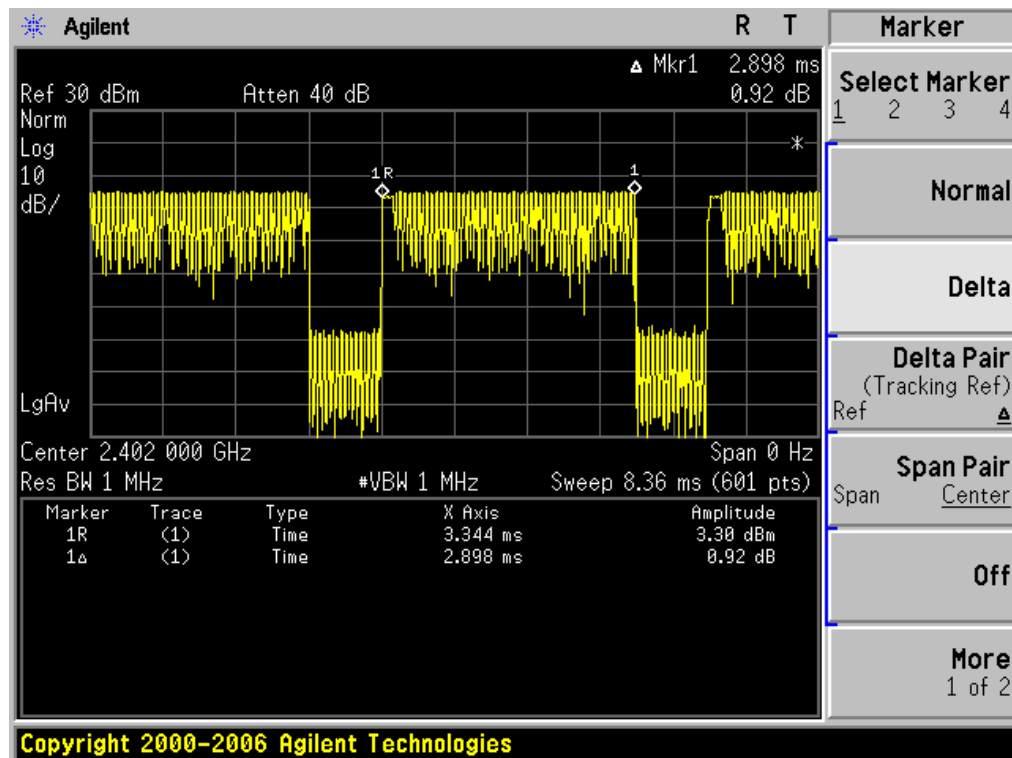 Agilent R T
Marker
Δ Mkr1 2.898 ms
Ref 30 dBm Atten 40 dB 0.92 dB
Norm
Log
10
dB/
1R
1
*
LgAv
Center 2.402 000 GHz Span 0 Hz
Res BW 1 MHz #VBW 1 MHz Sweep 8.36 ms (601 pts)
Marker Trace Type X Axis Amplitude
1R (1) Time 3.344 ms 3.30 dBm
1Δ (1) Time 2.898 ms 0.92 dB
Select Marker
1 2 3 4
Normal
Delta
Delta Pair
(Tracking Ref)
Ref Δ
Span Pair
Span Center
Off
More
1 of 2
Copyright 2000-2006 Agilent Technologies